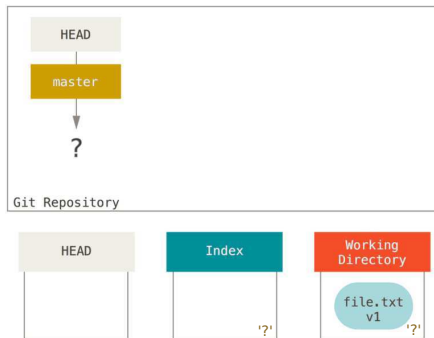 HEAD
master
?
Git Repository
HEAD
Index
Working
Directory
file.txt
v1
'?'
'?'